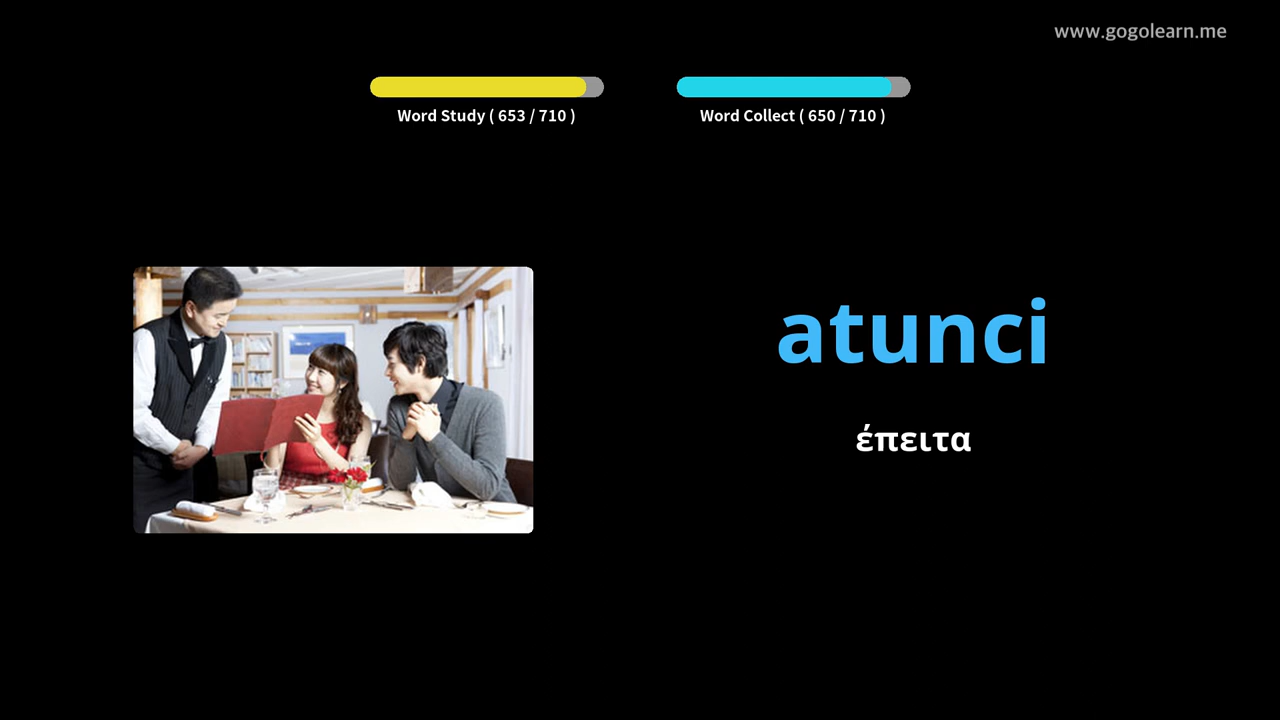 www.gogolearn.me
Word Study ( 653 / 710 )
Word Collect ( 650 / 710 )
atunci
έπειτα